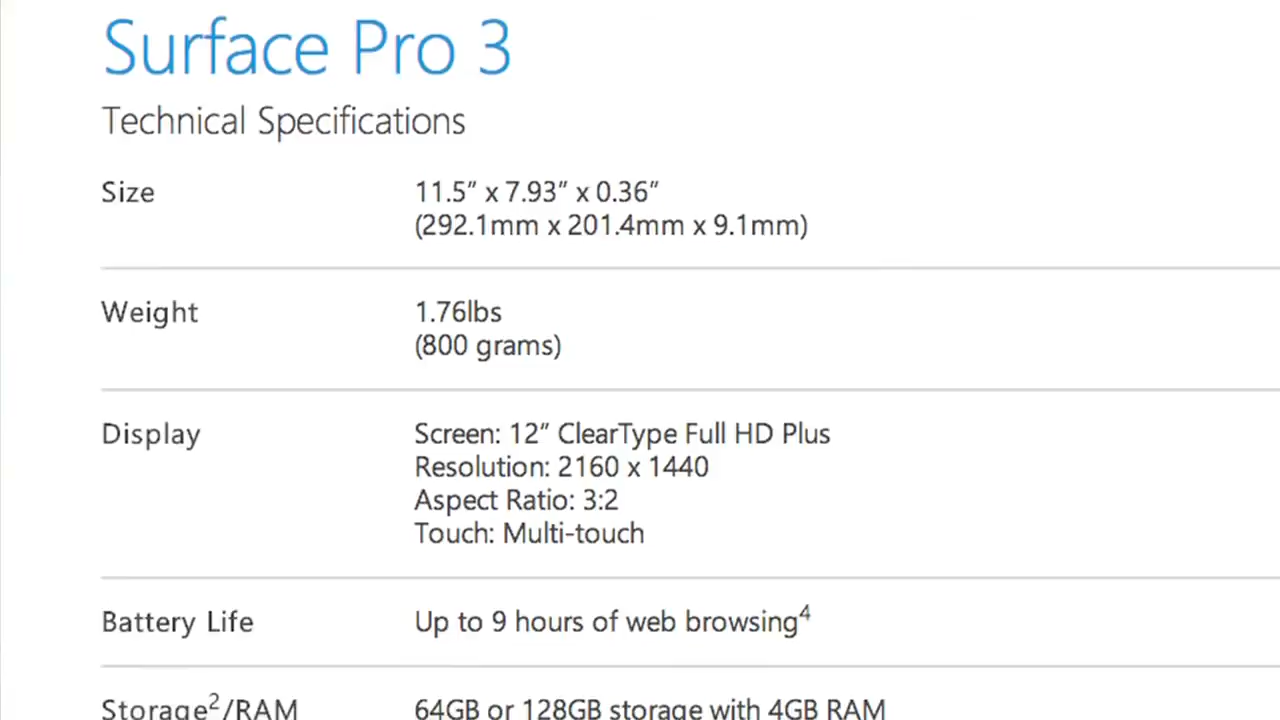 Surface Pro 3
Technical Specifications
Size
11.5” x 7.93” x 0.36”
(292.1mm x 201.4mm x 9.1mm)
Weight
1.76lbs
(800 grams)
Display
Screen: 12” ClearType Full HD Plus
Resolution: 2160 x 1440
Aspect Ratio: 3:2
Touch: Multi-touch
Battery Life
Up to 9 hours of web browsing⁴
Storage²/RAM
64GB or 128GB storage with 4GB RAM